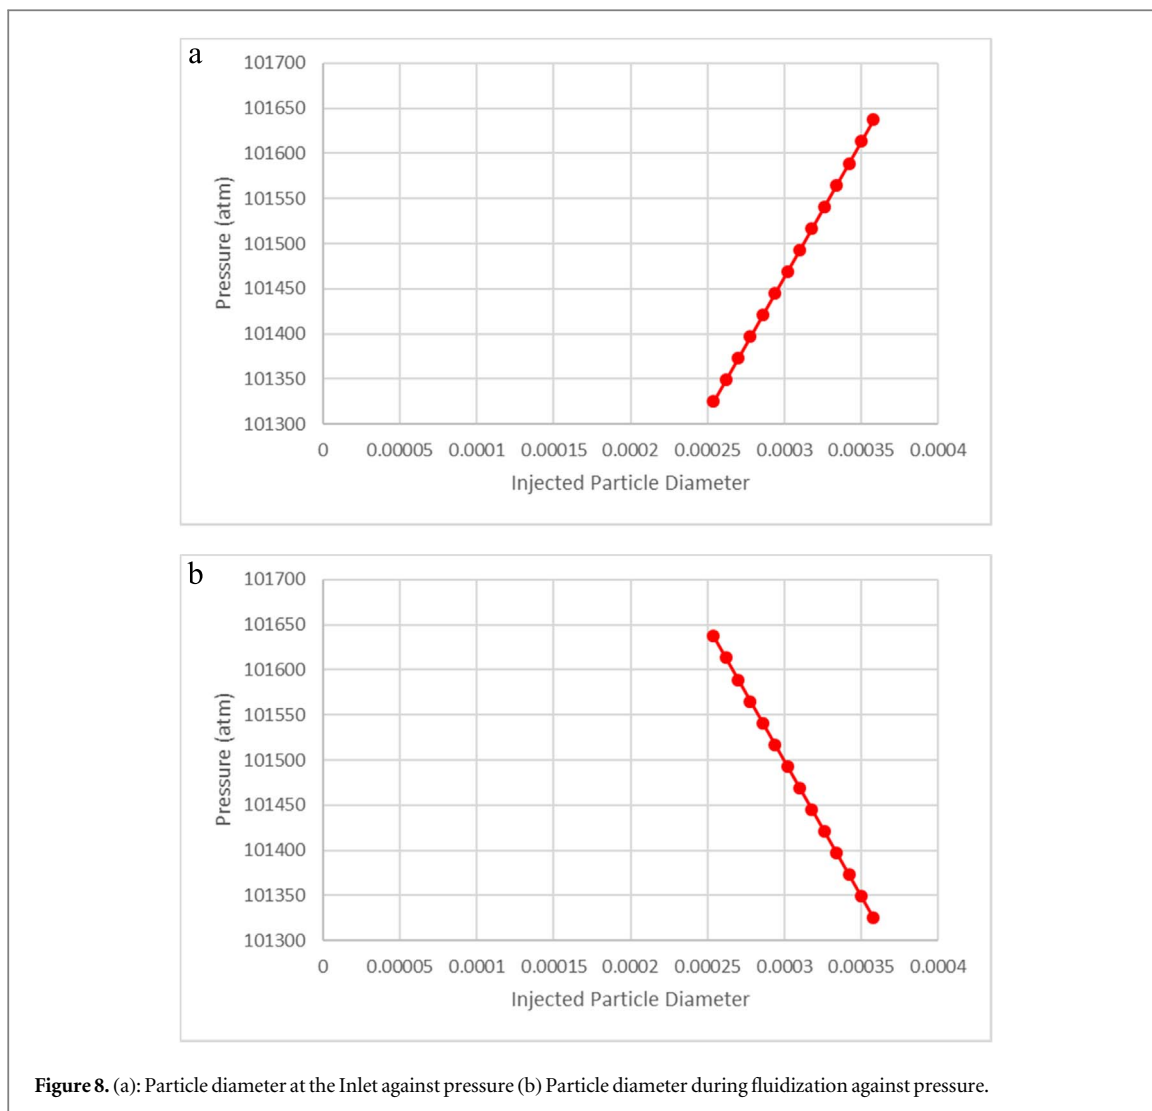 a
101700
101650
101600
101550
101500
101450
101400
101350
101300
Pressure (atm)
0 0.00005 0.0001 0.00015 0.0002 0.00025 0.0003 0.00035 0.0004
Injected Particle Diameter
b
101700
101650
101600
101550
101500
101450
101400
101350
101300
Pressure (atm)
0 0.00005 0.0001 0.00015 0.0002 0.00025 0.0003 0.00035 0.0004
Injected Particle Diameter
Figure 8. (a): Particle diameter at the Inlet against pressure (b) Particle diameter during fluidization against pressure.